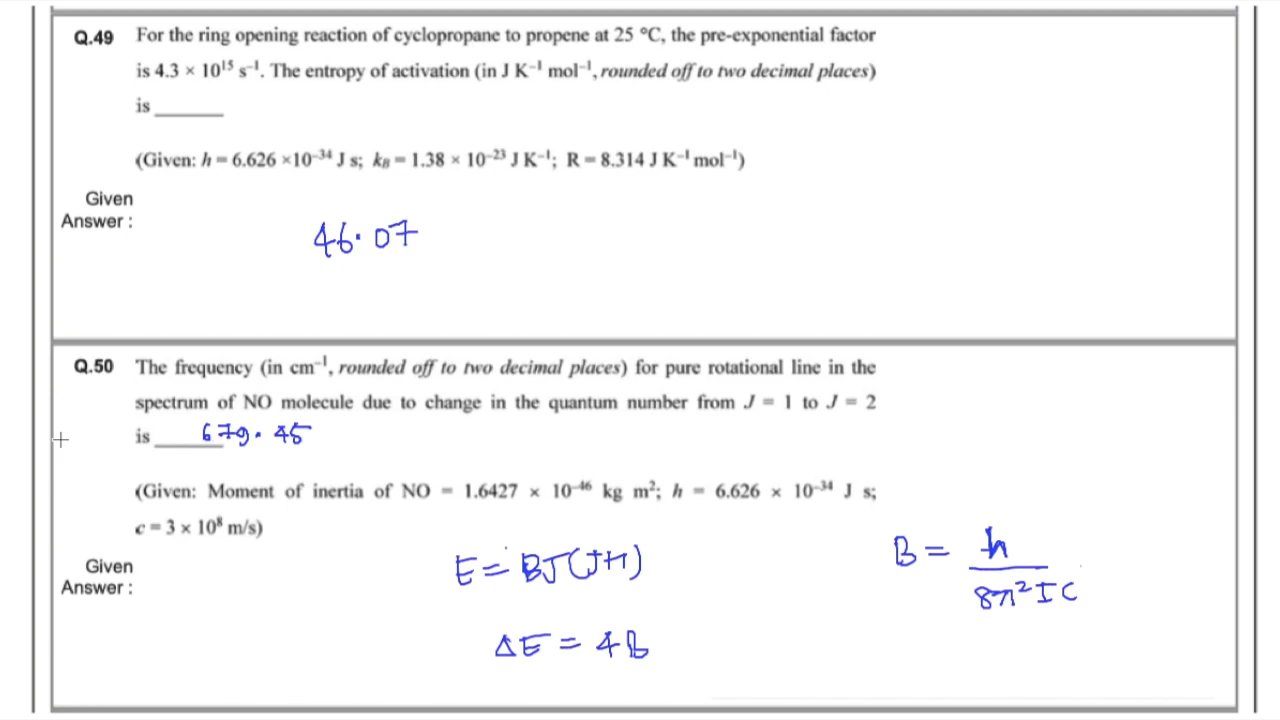 Q.49 For the ring opening reaction of cyclopropane to propene at 25 °C, the pre-exponential factor
is 4.3 × 10¹⁵ s⁻¹. The entropy of activation (in J K⁻¹ mol⁻¹, rounded off to two decimal places)
is ______
(Given: h = 6.626 ×10⁻³⁴ J s; k_B = 1.38 × 10⁻²³ J K⁻¹; R = 8.314 J K⁻¹ mol⁻¹)
Given
Answer :
46.07
Q.50 The frequency (in cm⁻¹, rounded off to two decimal places) for pure rotational line in the
spectrum of NO molecule due to change in the quantum number from J = 1 to J = 2
is 679.45
(Given: Moment of inertia of NO = 1.6427 × 10⁻⁴⁶ kg m²; h = 6.626 × 10⁻³⁴ J s;
c = 3 × 10⁸ m/s)
Given
Answer :
E = BJ(J+1)
B = h / 8π²IC
ΔE = 4B